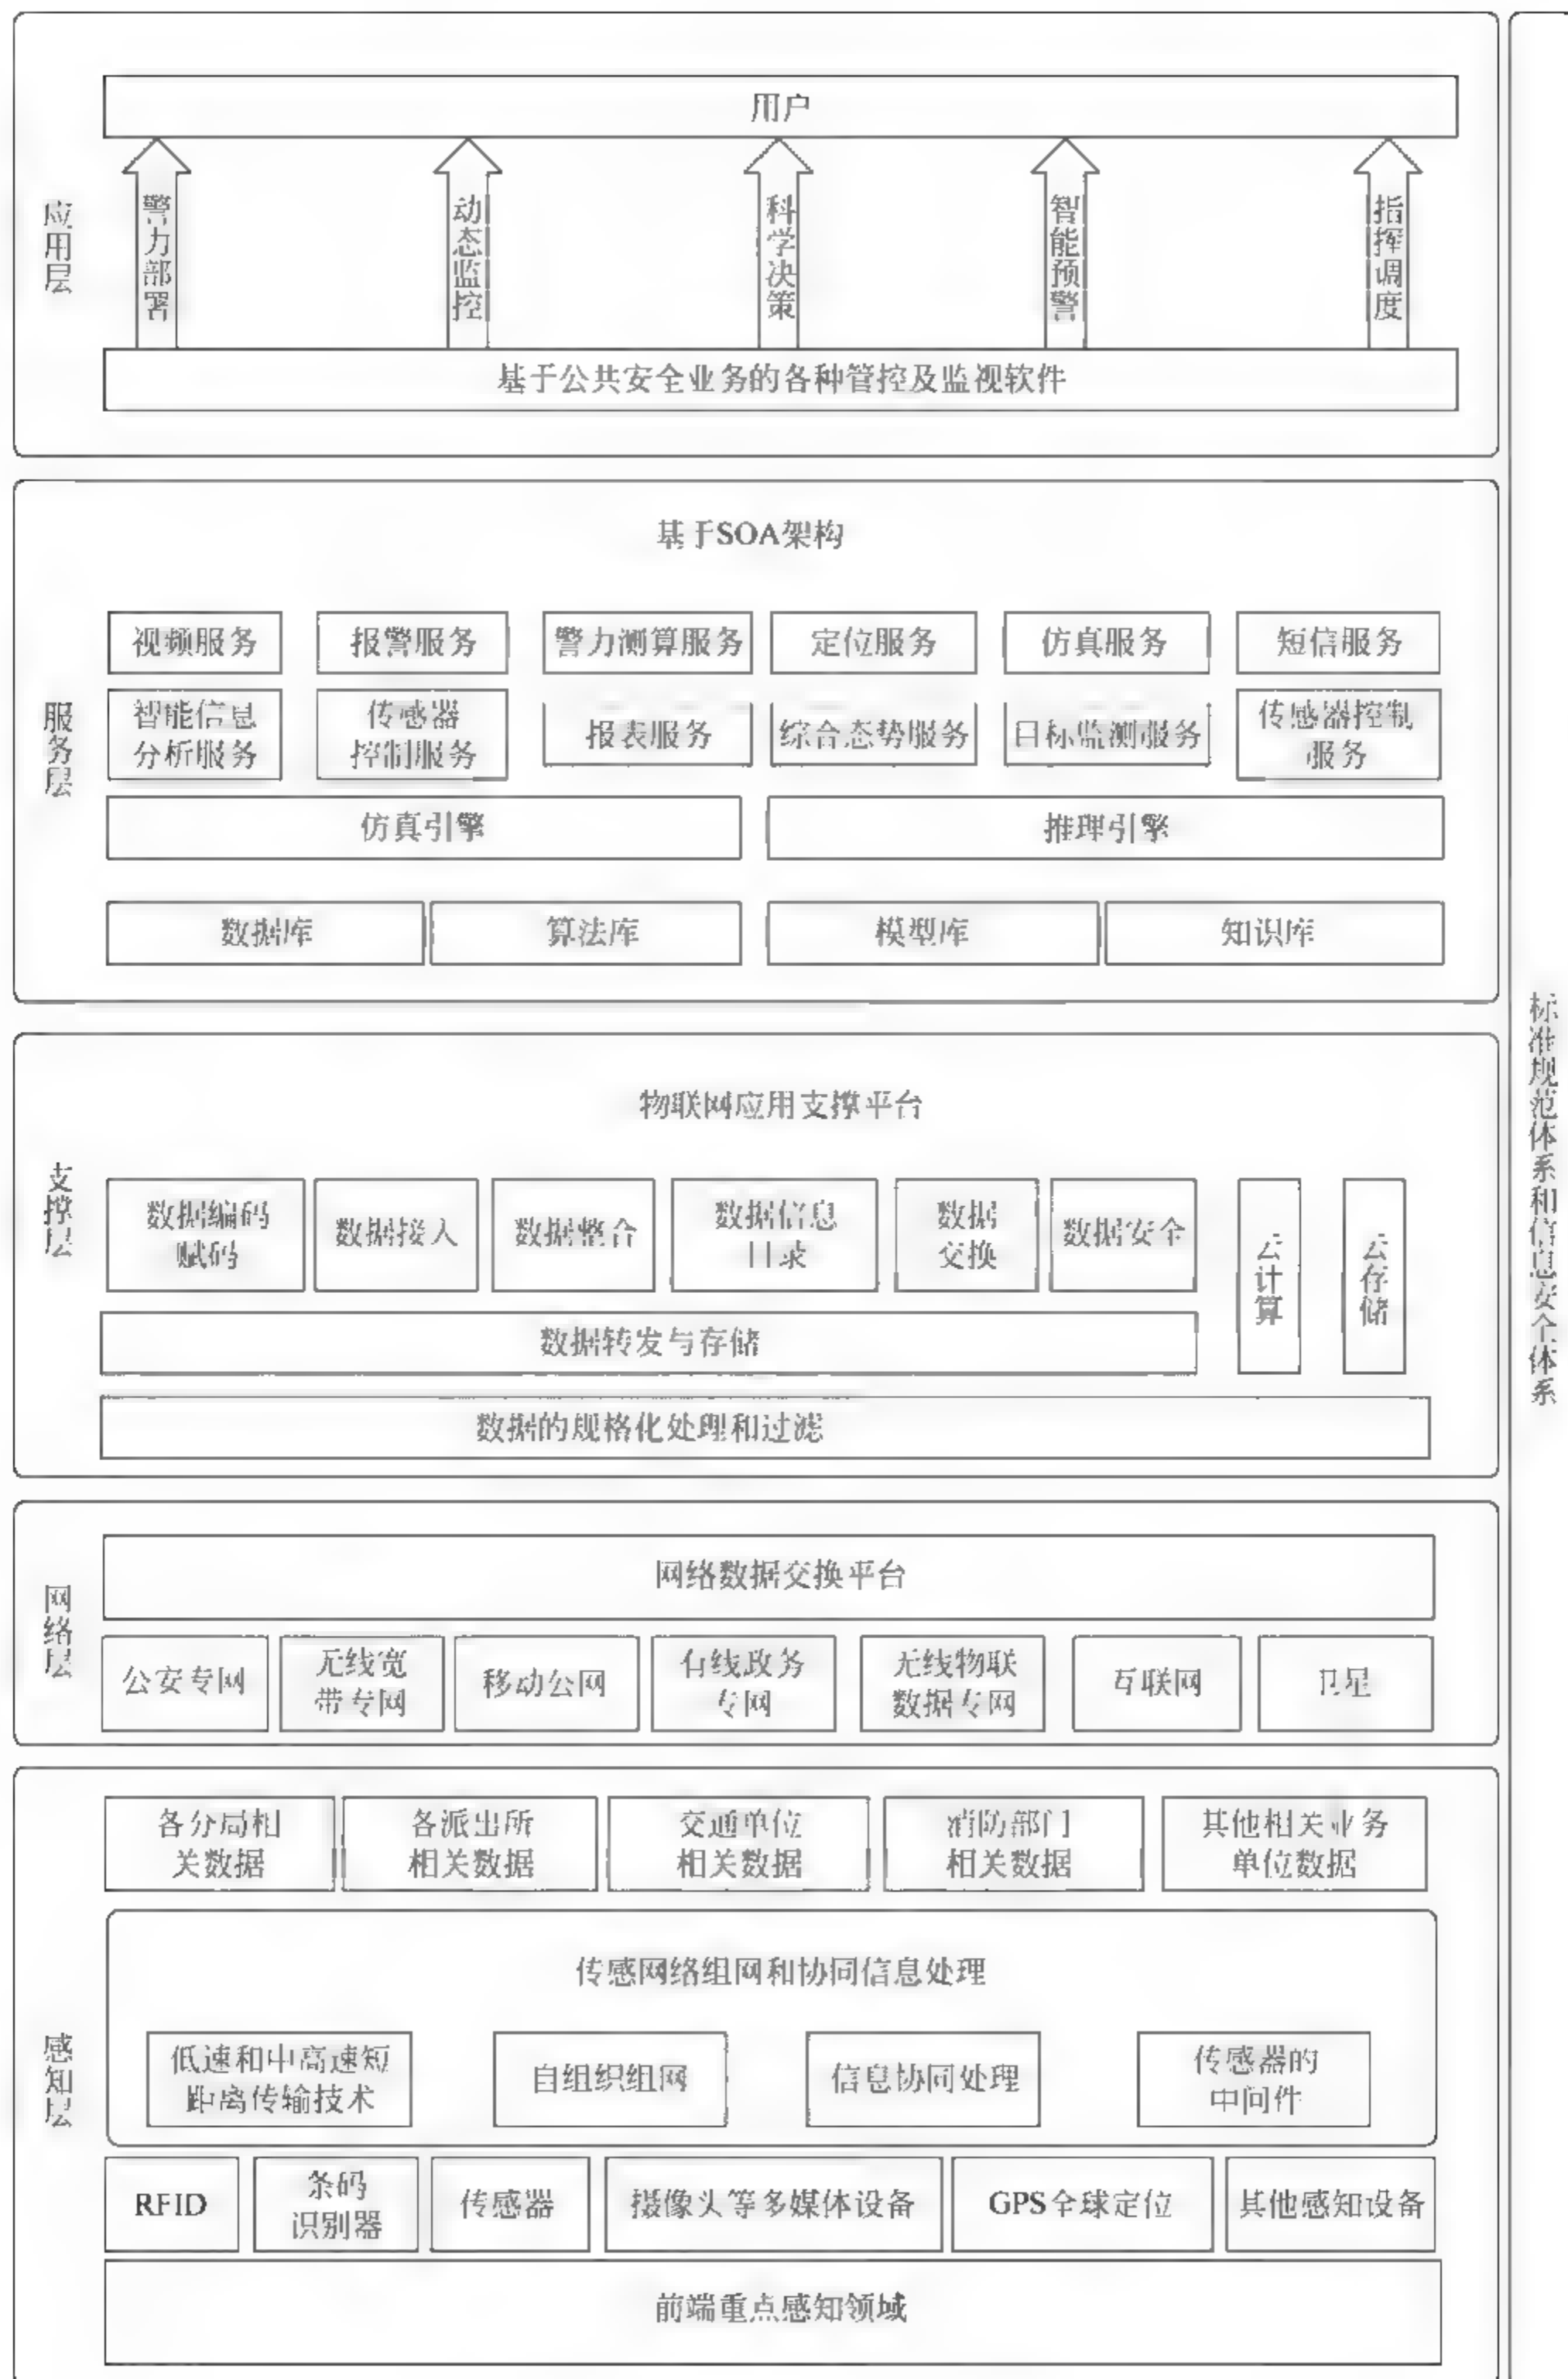 应用层
用户
警力部署
动态监控
科学决策
智能预警
指挥调度
基于公共安全业务的各种管控及监视软件
服务层
基于SOA架构
视频服务
报警服务
警力测算服务
定位服务
仿真服务
短信服务
智能信息
分析服务
传感器
控制服务
报表服务
综合态势服务
目标监测服务
传感器控制
服务
仿真引擎
推理引擎
数据库
算法库
模型库
知识库
支撑层
物联网应用支撑平台
数据编码
赋码
数据接入
数据整合
数据信息
目录
数据
交换
数据安全
云计算
云存储
数据转发与存储
数据的规格化处理和过滤
网络层
网络数据交换平台
公安专网
无线宽
带专网
移动公网
有线政务
专网
无线物联
数据专网
互联网
卫星
感知层
各分局相
关数据
各派出所
相关数据
交通单位
相关数据
消防部门
相关数据
其他相关业务
单位数据
传感网络组网和协同信息处理
低速和中高速短
距离传输技术
自组织组网
信息协同处理
传感器的
中间件
RFID
条码
识别器
传感器
摄像头等多媒体设备
GPS全球定位
其他感知设备
前端重点感知领域
标准规范体系和信息安全体系